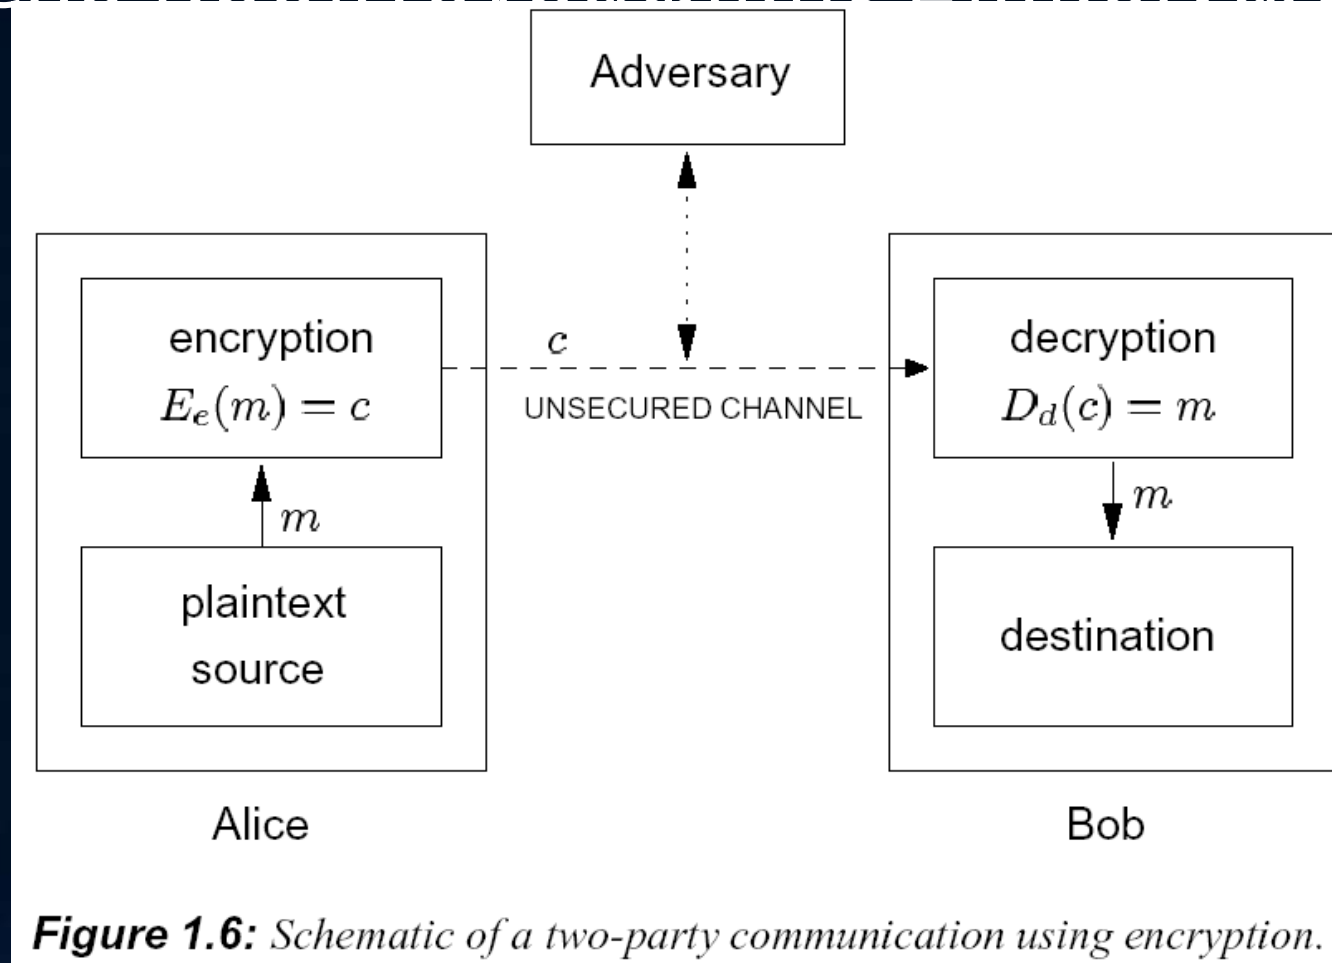 Adversary
encryption
E_e(m) = c
c
UNSECURED CHANNEL
decryption
D_d(c) = m
m
m
plaintext
source
destination
Alice
Bob
Figure 1.6: Schematic of a two-party communication using encryption.